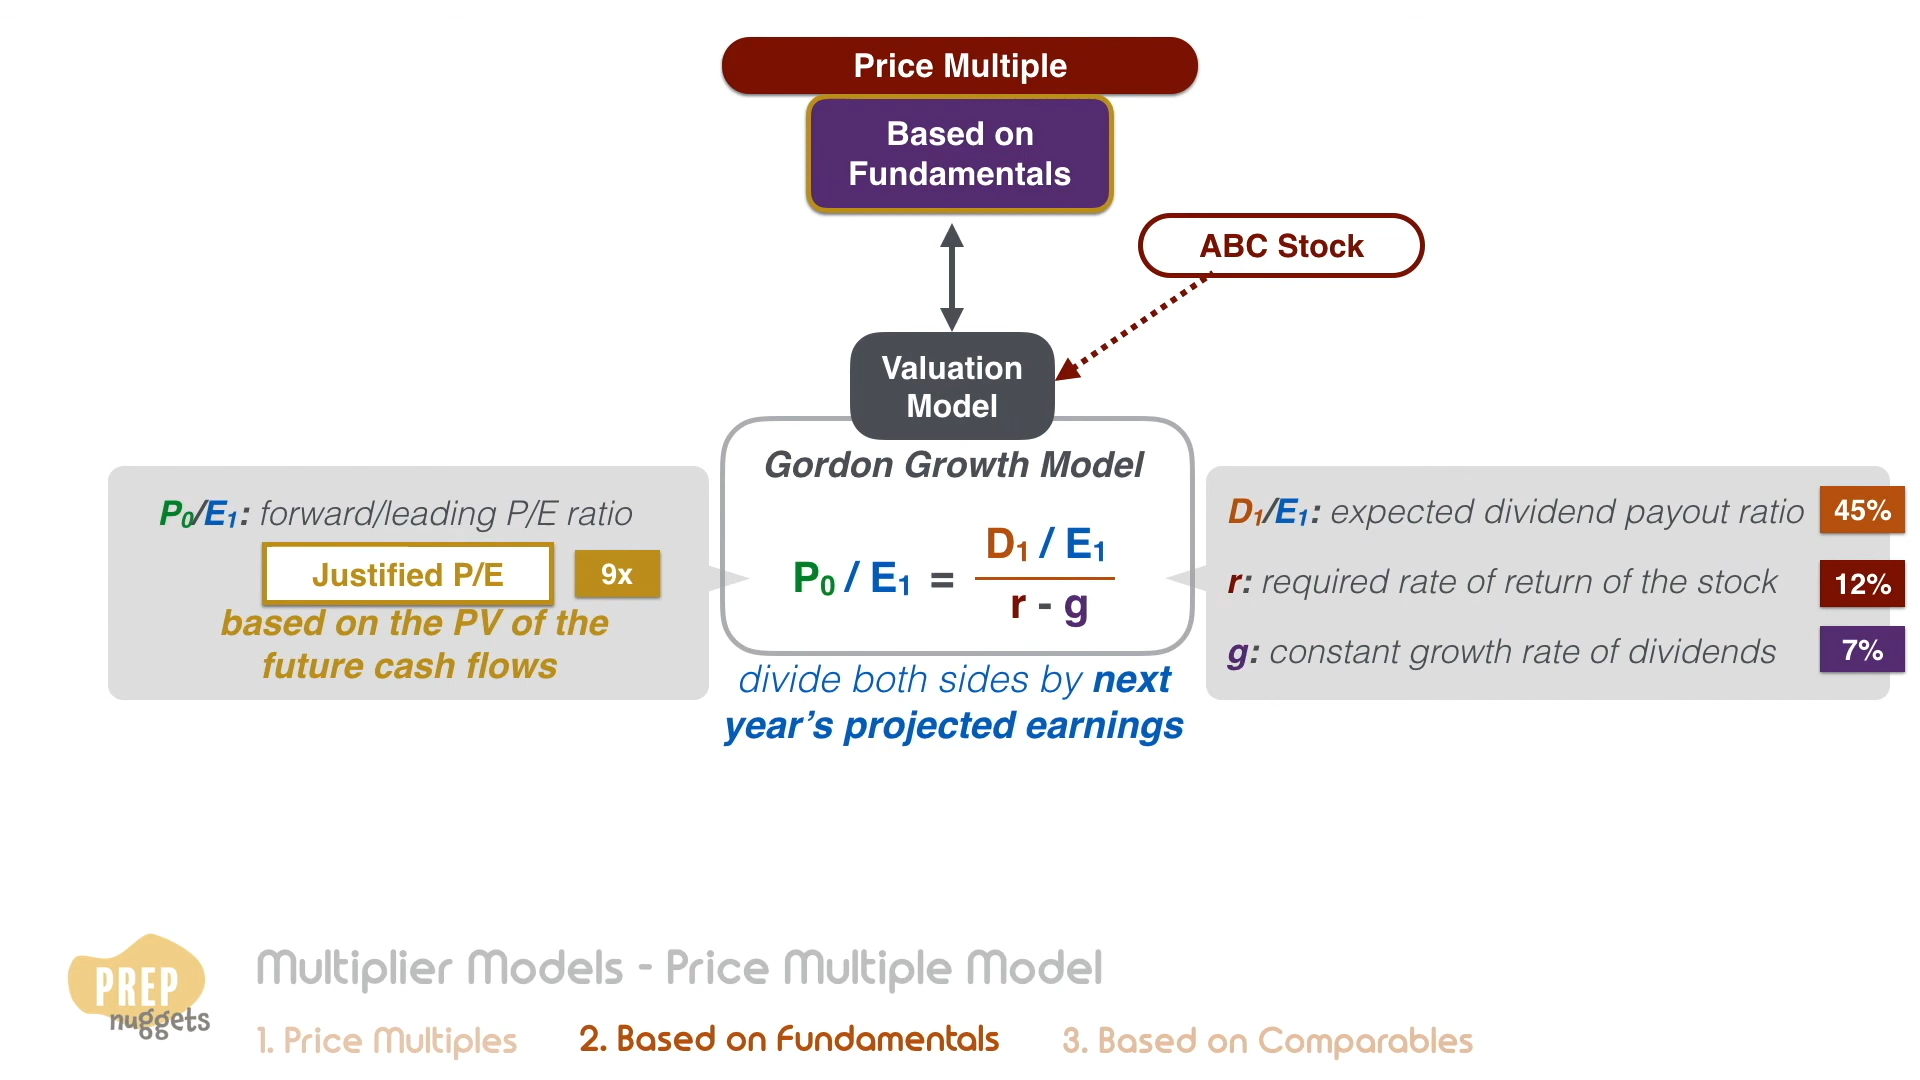 Price Multiple
Based on
Fundamentals
ABC Stock
Valuation
Model
Gordon Growth Model
P₀ / E₁ = D₁ / E₁
r - g
divide both sides by next
year's projected earnings
P₀/E₁: forward/leading P/E ratio
Justified P/E 9x
based on the PV of the
future cash flows
D₁/E₁: expected dividend payout ratio 45%
r: required rate of return of the stock 12%
g: constant growth rate of dividends 7%
PREP
nuggets
Multiplier Models - Price Multiple Model
1. Price Multiples 2. Based on Fundamentals 3. Based on Comparables